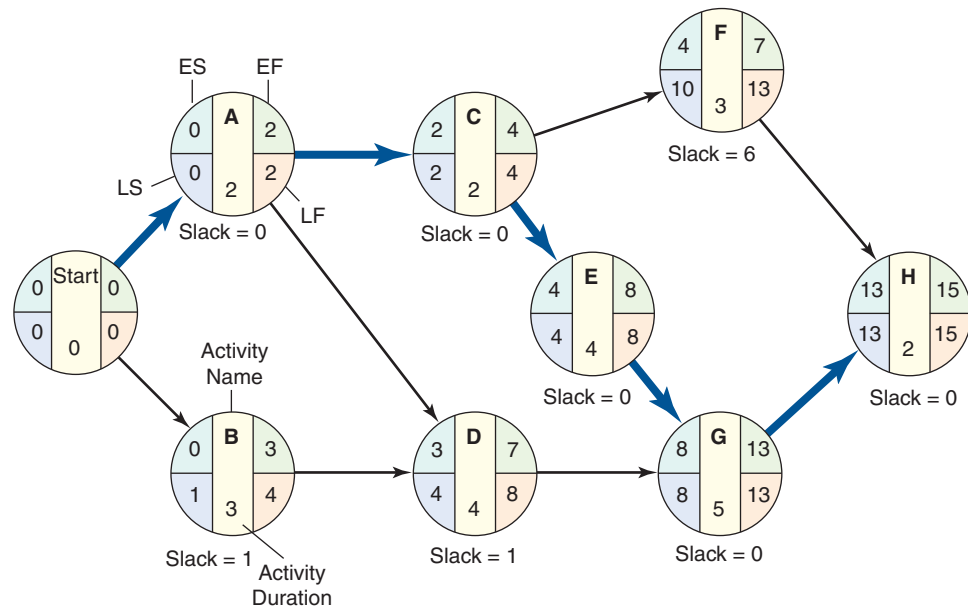 F
4 7
10 13
3
Slack = 6
ES EF
A
0 2
0 2
2
LS
LF
Slack = 0
C
2 4
2 4
2
Slack = 0
Start
0 0
0 0
0
E
4 8
4 8
4
Slack = 0
H
13 15
13 15
2
Slack = 0
Activity
Name
B
0 3
1 4
3
Slack = 1
Activity
Duration
D
3 7
4 8
4
Slack = 1
G
8 13
8 13
5
Slack = 0